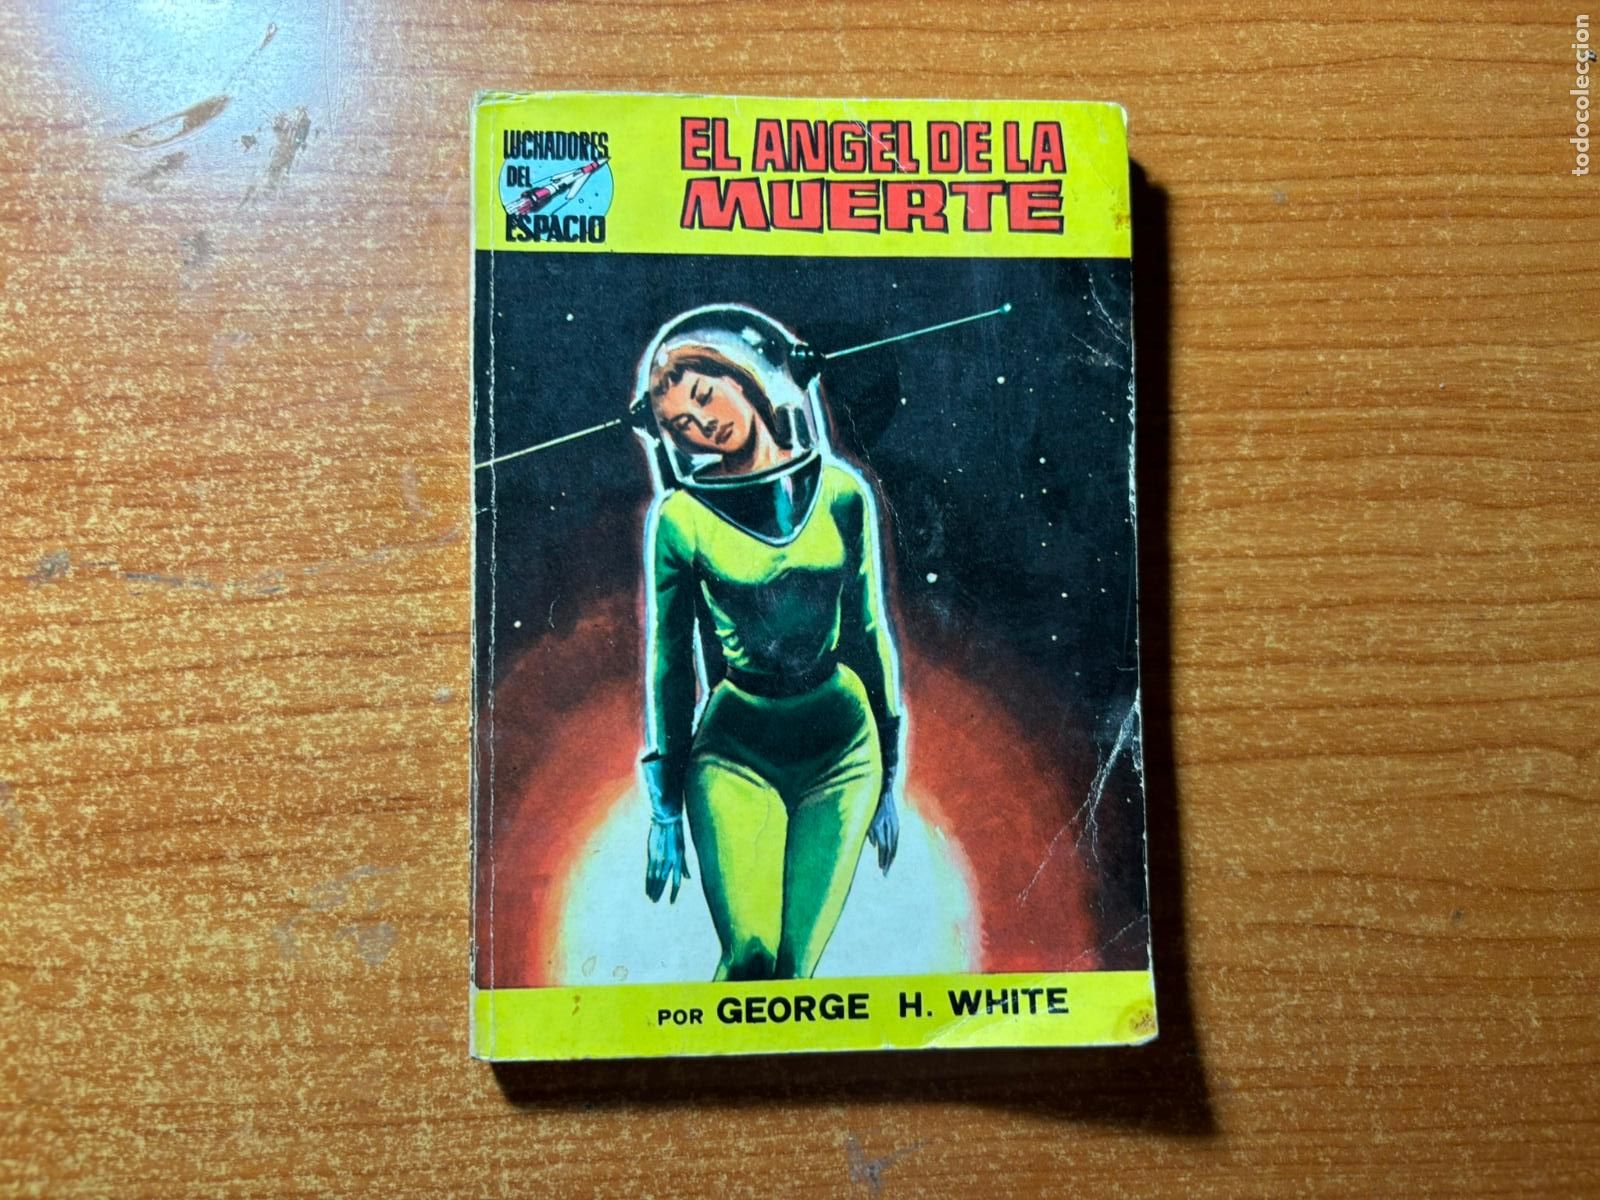 LUCHADORES
DEL
ESPACIO
EL ANGEL DE LA
MUERTE
POR GEORGE H. WHITE
todocoleccion